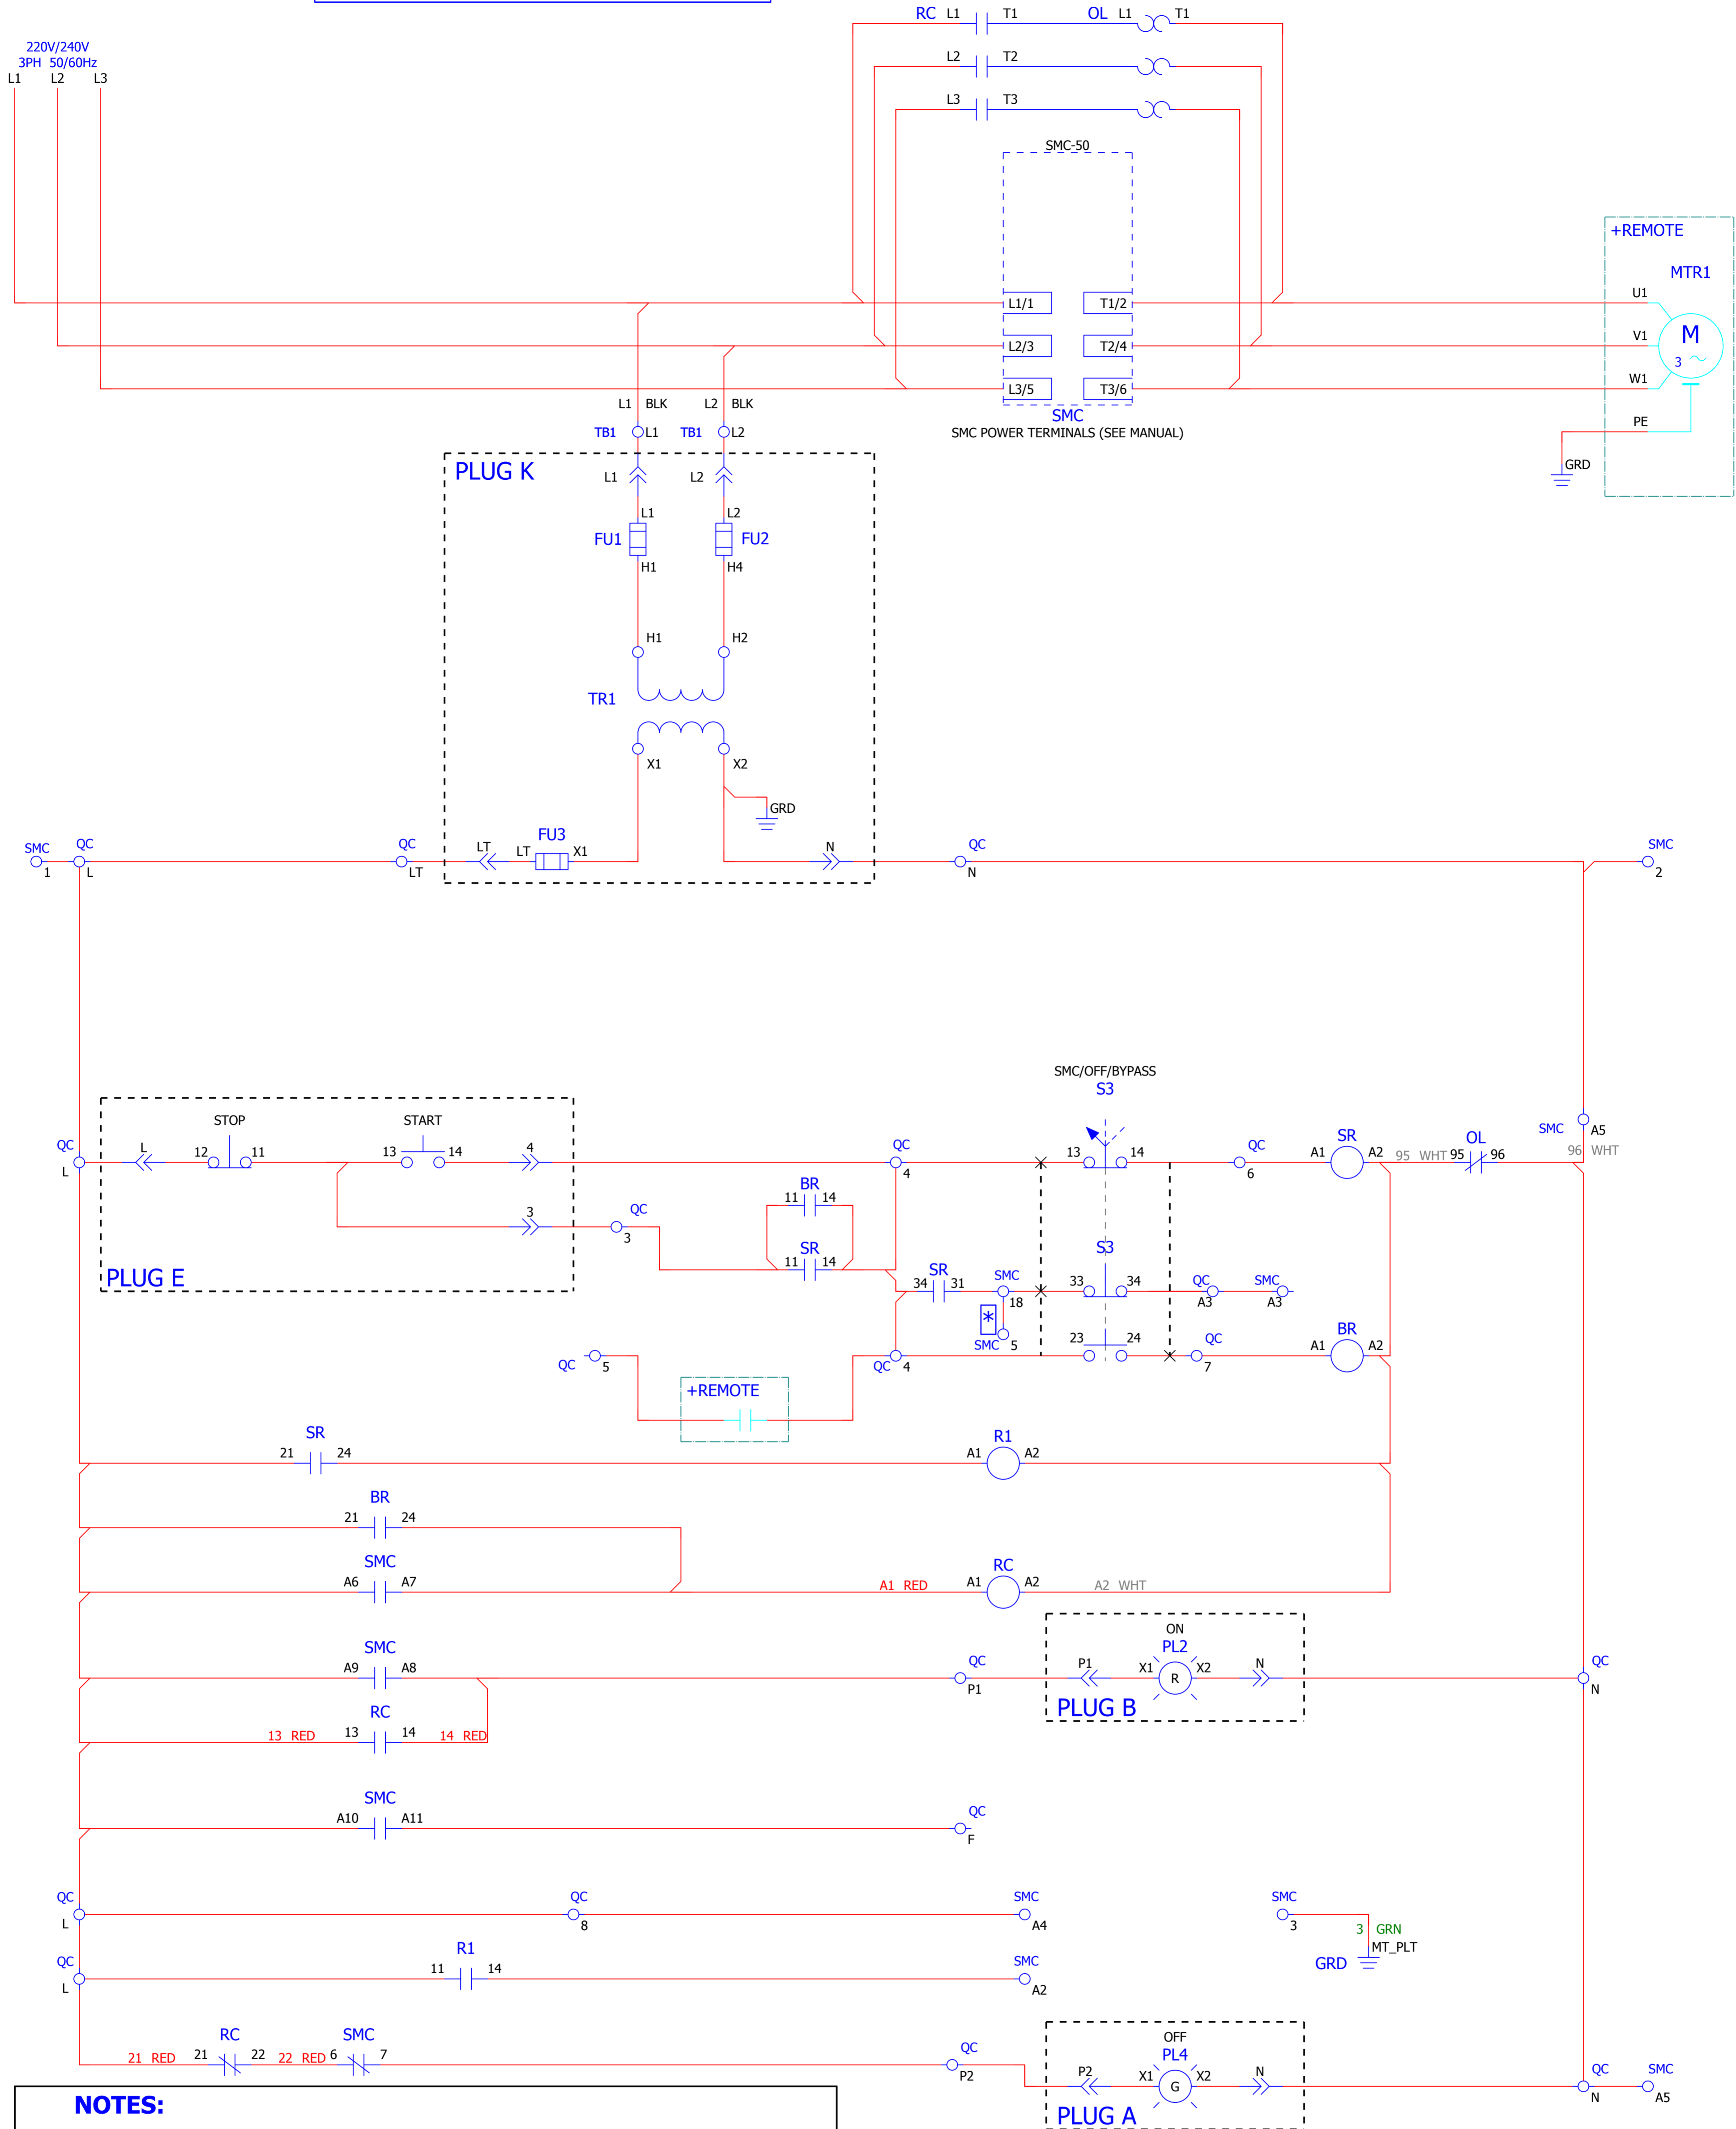 RC L1 T1 OL L1 T1
220V/240V
3PH 50/60Hz
L1 L2 L3
L2 T2
L3 T3
SMC-50
+REMOTE
MTR1
L1/1 T1/2 U1
M
3
L2/3 T2/4 V1
L3/5 T3/6 W1
L1 BLK L2 BLK
SMC
SMC POWER TERMINALS (SEE MANUAL)
PE
TB1 L1 TB1 L2
GRD
PLUG K
L1 L2
L1 L2
FU1 FU2
H1 H4
H1 H2
TR1
X1 X2
GRD
FU3
SMC QC QC LT LT X1 N QC SMC
1 L LT N 2
SMC/OFF/BYPASS
S3
STOP START
SMC A5
QC L 12 11 13 14 4 QC 13 14 SR OL
L 4 QC 6 A1 A2 95 WHT 95 96 96 WHT
BR
11 14
3 QC
3
SR
11 14
S3
PLUG E
SR
34 31 SMC 33 34 QC SMC
18 A3 A3
*
SMC 5
23 24 QC BR
A1 A2
QC 5 QC 4 7
+REMOTE
SR R1
21 24 A1 A2
BR
21 24
SMC RC
A6 A7 A1 RED A1 A2 A2 WHT
ON
SMC PL2
A9 A8 QC P1 X1 R X2 N QC
P1 N
PLUG B
RC
13 RED 13 14 14 RED
SMC
A10 A11 QC
F
QC QC SMC SMC
L 8 A4 3
3 GRN
MT_PLT
GRD
QC R1 SMC
L 11 14 A2
OFF
RC SMC PL4
21 RED 21 22 22 RED 6 7 QC
P2
P2 X1 G X2 N QC SMC
N A5
PLUG A
NOTES: